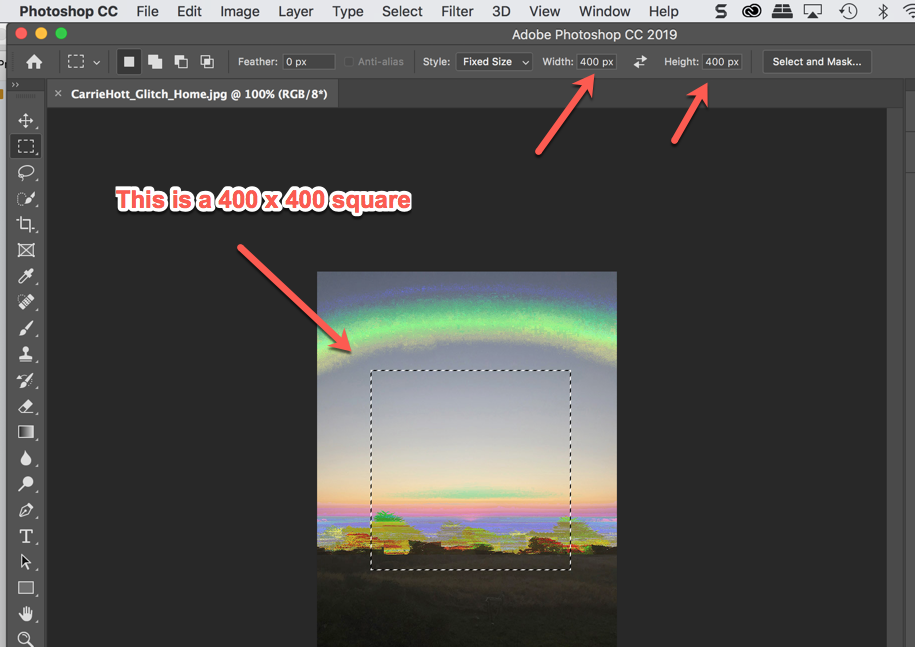 Photoshop CC File Edit Image Layer Type Select Filter 3D View Window Help
Adobe Photoshop CC 2019
Feather: 0 px Anti-alias Style: Fixed Size Width: 400 px Height: 400 px Select and Mask...
× CarrieHott_Glitch_Home.jpg @ 100% (RGB/8*)
This is a 400 x 400 square